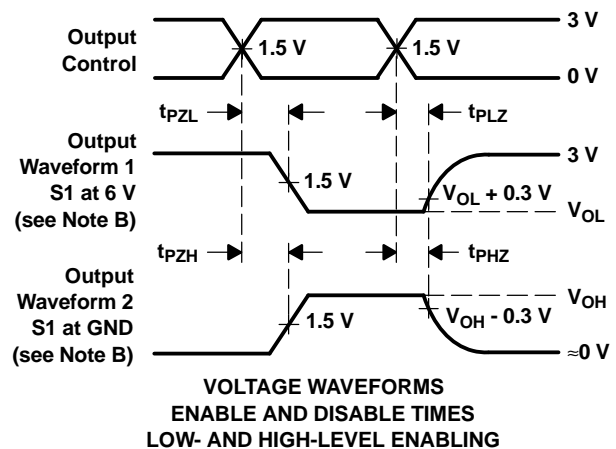 Output
Control
1.5 V
1.5 V
3 V
0 V
tPZL
tPLZ
Output
Waveform 1
S1 at 6 V
(see Note B)
1.5 V
VOL + 0.3 V
3 V
VOL
tPZH
tPHZ
Output
Waveform 2
S1 at GND
(see Note B)
1.5 V
VOH - 0.3 V
VOH
≈0 V
VOLTAGE WAVEFORMS
ENABLE AND DISABLE TIMES
LOW- AND HIGH-LEVEL ENABLING